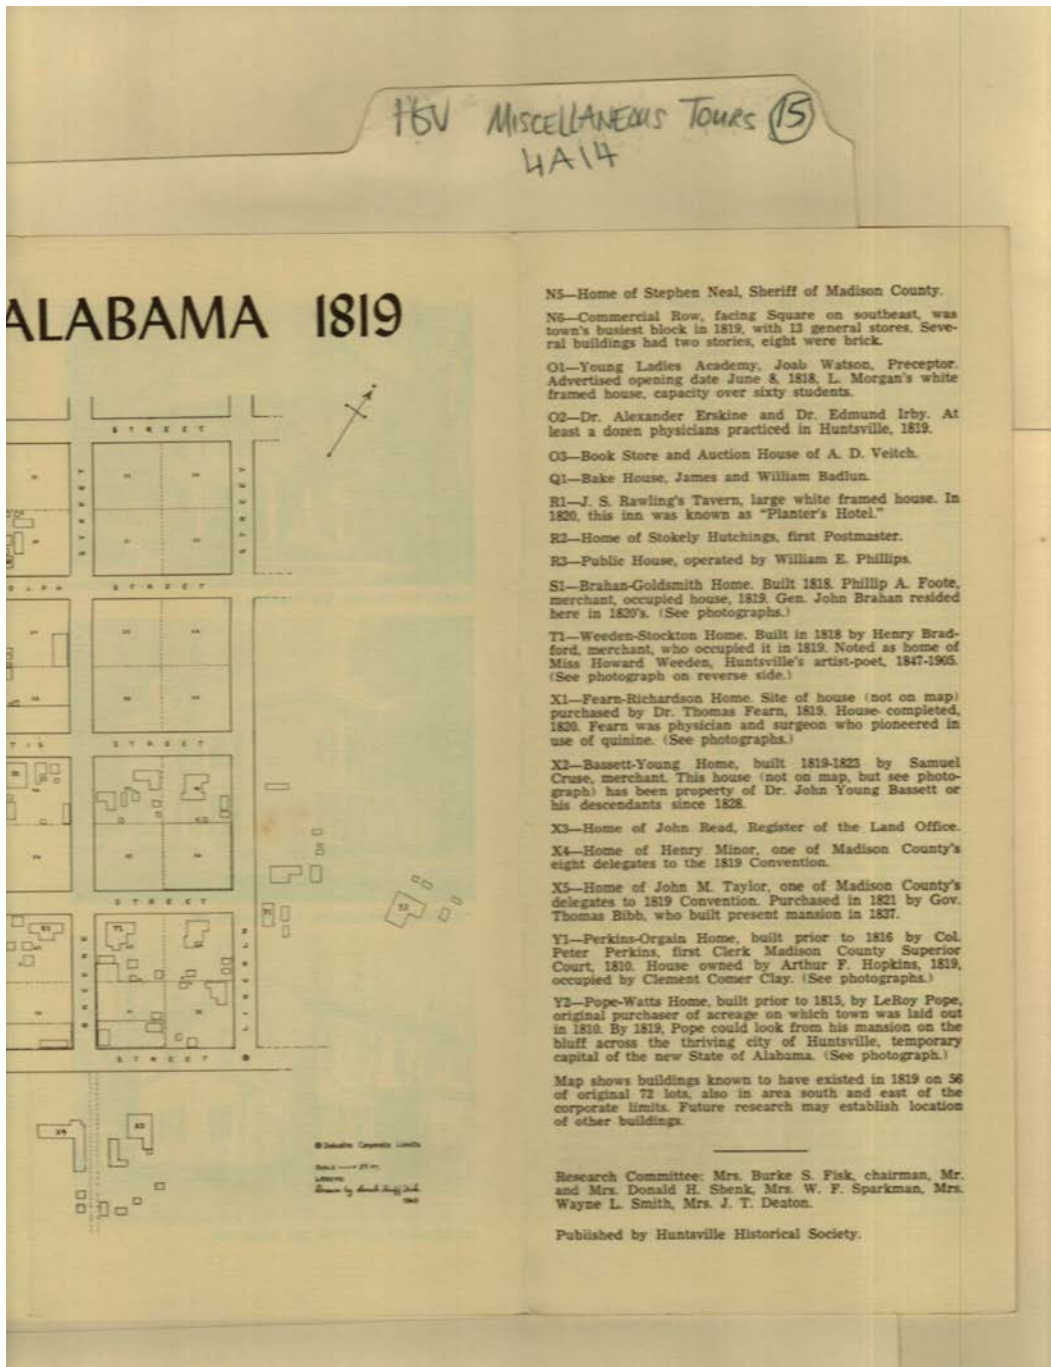 HSV MISCELLANEOUS TOURS 15
4A14
ALABAMA 1819
STREET
STREET
STREET
STREET
STREET
STREET
STREET
GREENE
LINCOLN
N5—Home of Stephen Neal, Sheriff of Madison County.
N6—Commercial Row, facing Square on southeast, was
town's busiest block in 1819, with 13 general stores. Seve-
ral buildings had two stories, eight were brick.
O1—Young Ladies Academy, Joab Watson, Preceptor.
Advertised opening date June 8, 1818, L. Morgan's white
framed house, capacity over sixty students.
O2—Dr. Alexander Erskine and Dr. Edmund Irby. At
least a dozen physicians practiced in Huntsville, 1819.
O3—Book Store and Auction House of A. D. Veitch.
Q1—Bake House, James and William Badlun.
R1—J. S. Rawling's Tavern, large white framed house. In
1820, this inn was known as "Planter's Hotel."
R2—Home of Stokely Hutchings, first Postmaster.
R3—Public House, operated by William E. Phillips.
S1—Brahan-Goldsmith Home. Built 1818. Phillip A. Foote,
merchant, occupied house, 1819. Gen. John Brahan resided
here in 1820's. (See photographs.)
T1—Weeden-Stockton Home. Built in 1818 by Henry Brad-
ford, merchant, who occupied it in 1819. Noted as home of
Miss Howard Weeden, Huntsville's artist-poet, 1847-1905.
(See photograph on reverse side.)
X1—Fearn-Richardson Home. Site of house (not on map)
purchased by Dr. Thomas Fearn, 1819. House completed,
1820. Fearn was physician and surgeon who pioneered in
use of quinine. (See photographs.)
X2—Bassett-Young Home, built 1819-1823 by Samuel
Cruse, merchant. This house (not on map, but see photo-
graph) has been property of Dr. John Young Bassett or
his descendants since 1828.
X3—Home of John Read, Register of the Land Office.
X4—Home of Henry Minor, one of Madison County's
eight delegates to the 1819 Convention.
X5—Home of John M. Taylor, one of Madison County's
delegates to 1819 Convention. Purchased in 1821 by Gov.
Thomas Bibb, who built present mansion in 1837.
Y1—Perkins-Orgain Home, built prior to 1816 by Col.
Peter Perkins, first Clerk Madison County Superior
Court, 1810. House owned by Arthur F. Hopkins, 1819,
occupied by Clement Comer Clay. (See photographs.)
Y2—Pope-Watts Home, built prior to 1815, by LeRoy Pope,
original purchaser of acreage on which town was laid out
in 1810. By 1819, Pope could look from his mansion on the
bluff across the thriving city of Huntsville, temporary
capital of the new State of Alabama. (See photograph.)
Map shows buildings known to have existed in 1819 on 56
of original 72 lots, also in area south and east of the
corporate limits. Future research may establish location
of other buildings.
Research Committee: Mrs. Burke S. Fisk, chairman, Mr.
and Mrs. Donald H. Shenk, Mrs. W. F. Sparkman, Mrs.
Wayne L. Smith, Mrs. J. T. Deaton.
Published by Huntsville Historical Society.